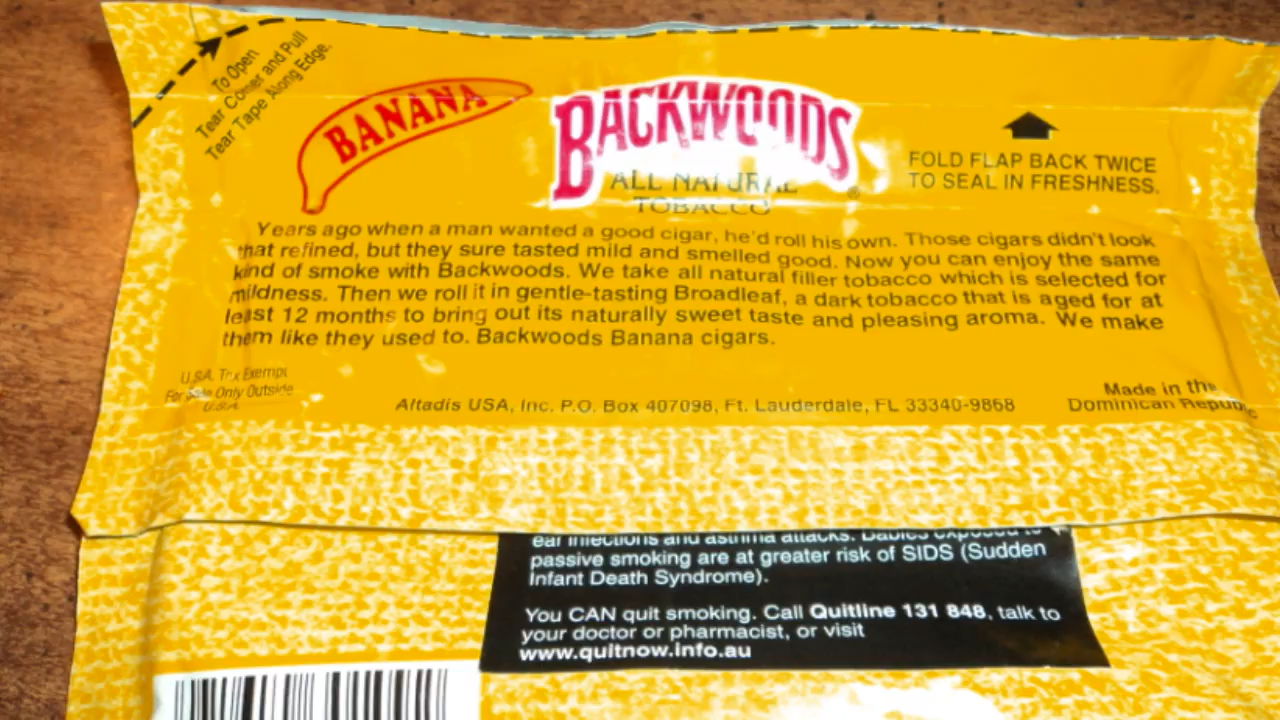 To Open
Tear Corner and Pull
Tear Tape Along Edge.
BANANA
BACKWOODS
ALL NATURAL
TOBACCO
®
FOLD FLAP BACK TWICE
TO SEAL IN FRESHNESS.
Years ago when a man wanted a good cigar, he'd roll his own. Those cigars didn't look
that refined, but they sure tasted mild and smelled good. Now you can enjoy the same
kind of smoke with Backwoods. We take all natural filler tobacco which is selected for
mildness. Then we roll it in gentle-tasting Broadleaf, a dark tobacco that is aged for at
least 12 months to bring out its naturally sweet taste and pleasing aroma. We make
them like they used to. Backwoods Banana cigars.
U.S.A. Tax Exempt
For Sale Only Outside
U.S.A.
Altadis USA, Inc. P.O. Box 407098, Ft. Lauderdale, FL 33340-9868
Made in the
Dominican Republic
ear infections and asthma attacks. Babies exposed to
passive smoking are at greater risk of SIDS (Sudden
Infant Death Syndrome).
You CAN quit smoking. Call Quitline 131 848, talk to
your doctor or pharmacist, or visit
www.quitnow.info.au